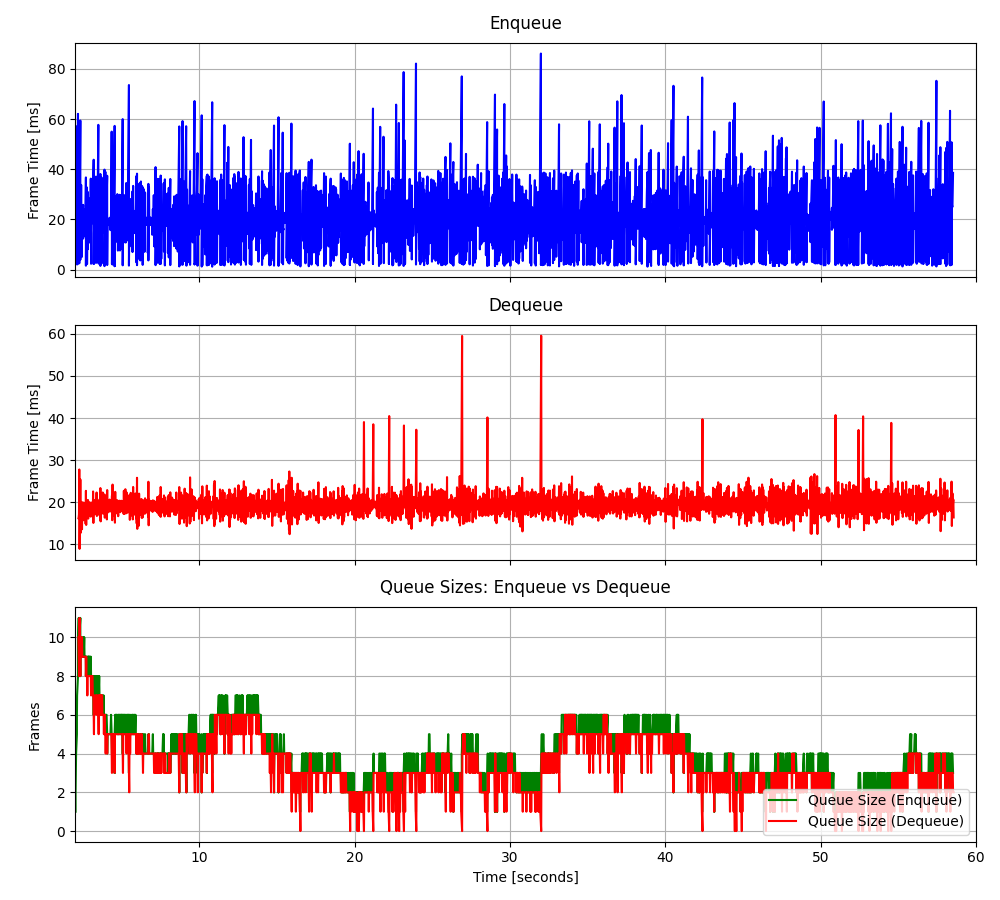 Enqueue
Frame Time [ms]
80
60
40
20
0
Dequeue
Frame Time [ms]
60
50
40
30
20
10
Queue Sizes: Enqueue vs Dequeue
Frames
10
8
6
4
2
0
Queue Size (Enqueue)
Queue Size (Dequeue)
10 20 30 40 50 60
Time [seconds]